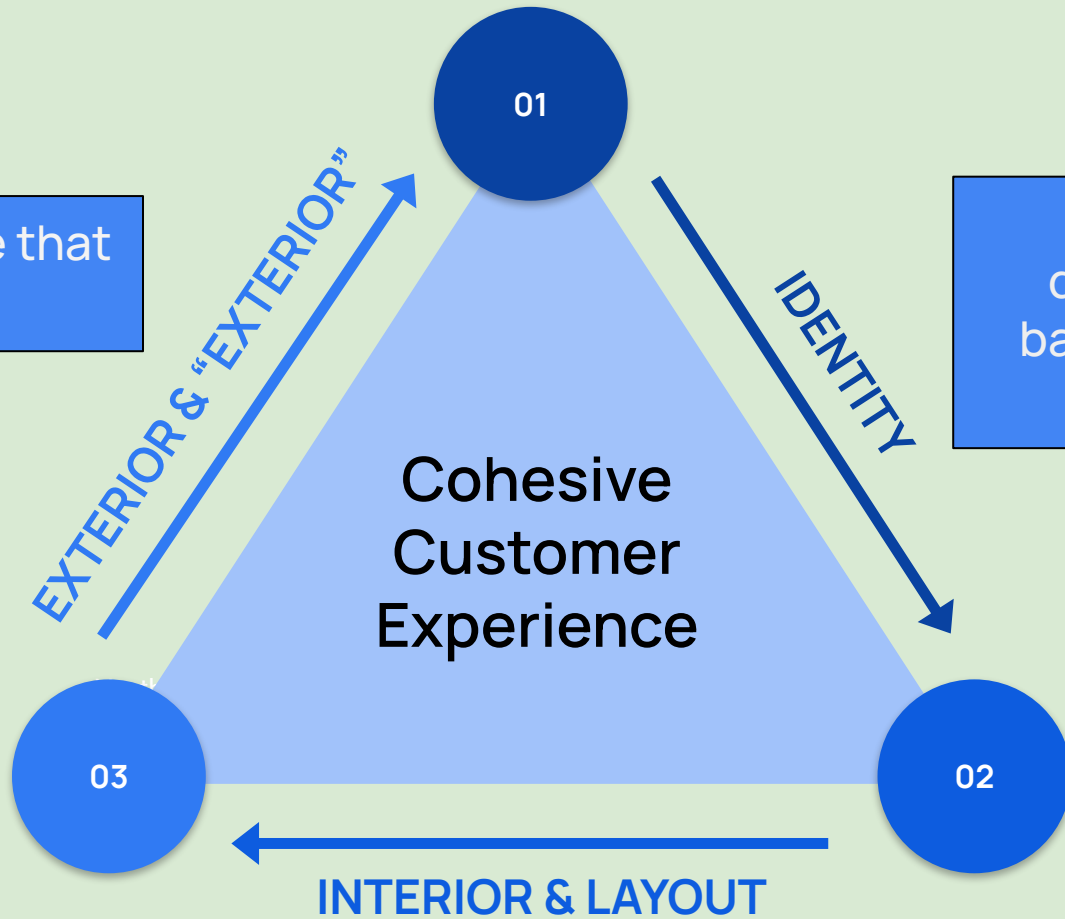 01
EXTERIOR & “EXTERIOR”
that
IDENTITY
Cohesive
Customer
Experience
03
02
INTERIOR & LAYOUT